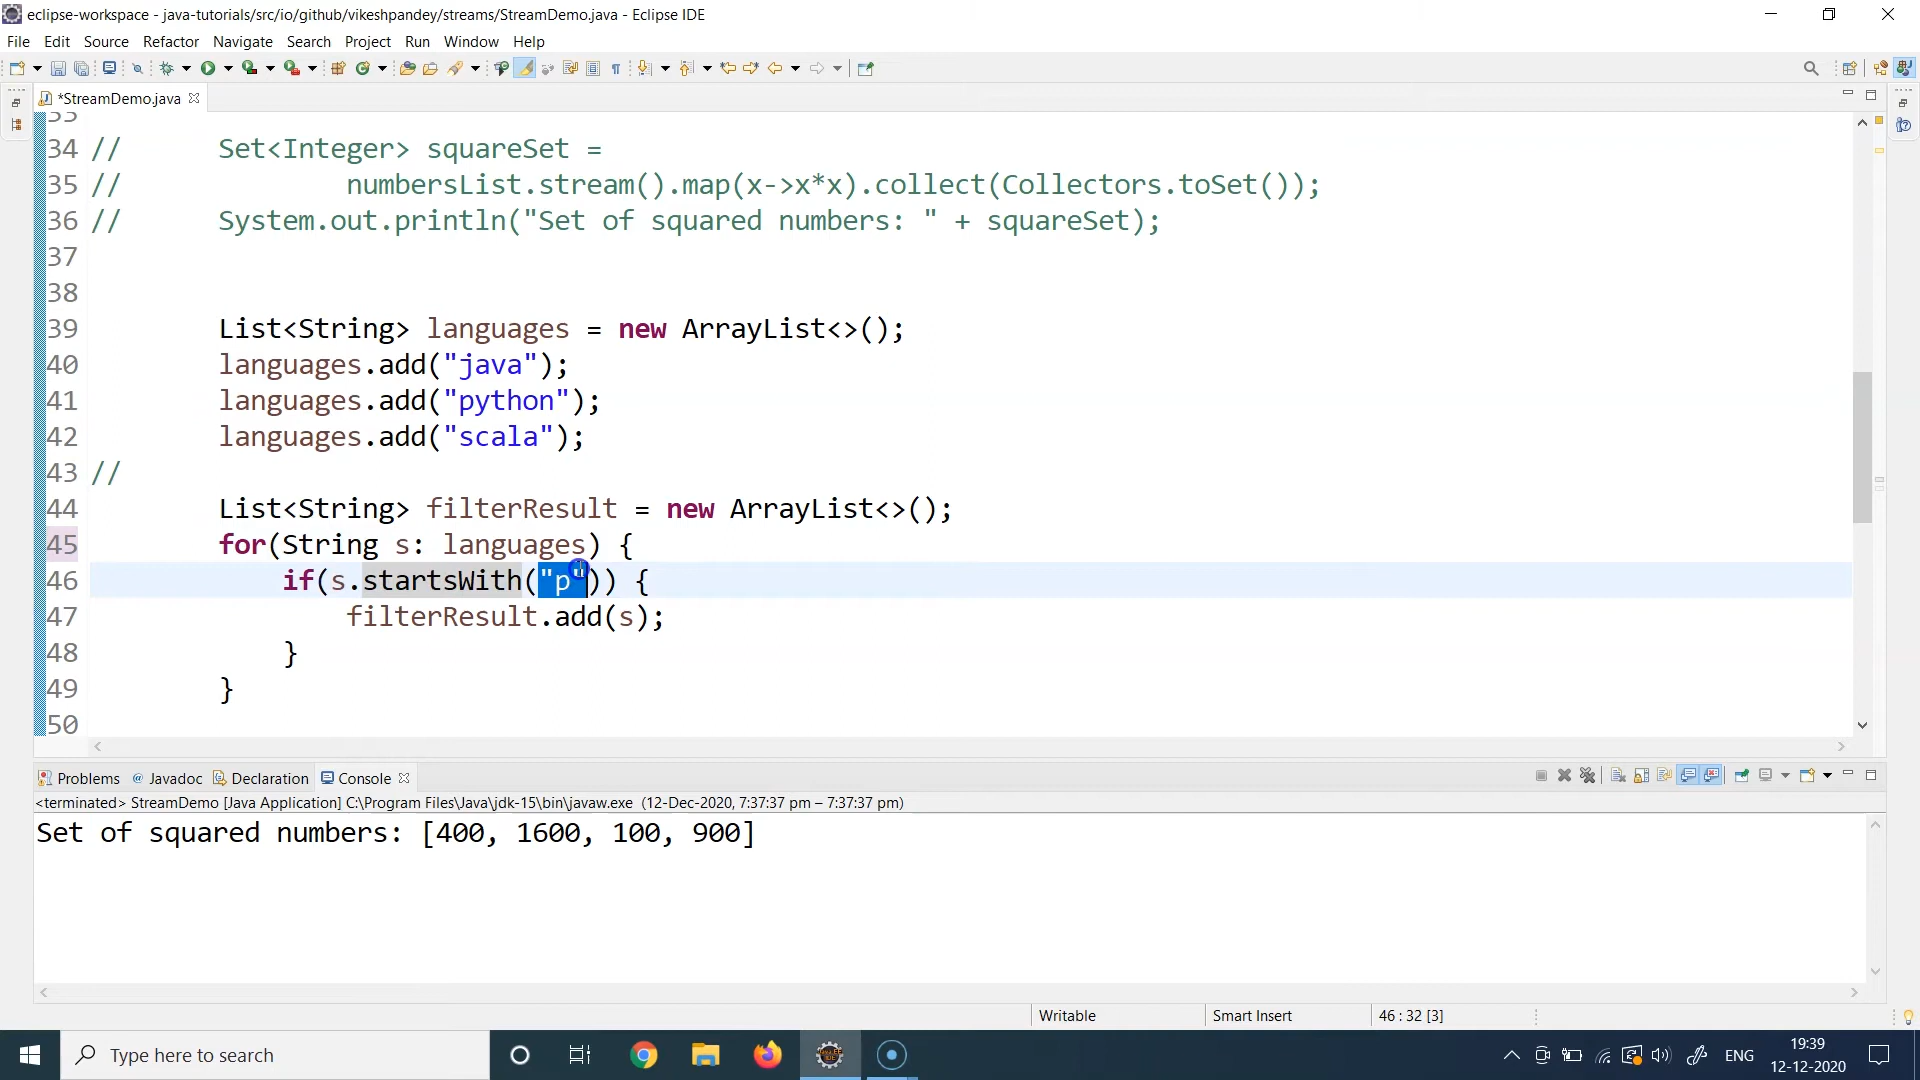 eclipse-workspace - java-tutorials/src/io/github/vikeshpandey/streams/StreamDemo.java - Eclipse IDE
File Edit Source Refactor Navigate Search Project Run Window Help
*StreamDemo.java
33
34 // Set<Integer> squareSet =
35 // numbersList.stream().map(x->x*x).collect(Collectors.toSet());
36 // System.out.println("Set of squared numbers: " + squareSet);
37
38
39 List<String> languages = new ArrayList<>();
40 languages.add("java");
41 languages.add("python");
42 languages.add("scala");
43 //
44 List<String> filterResult = new ArrayList<>();
45 for(String s: languages) {
46 if(s.startsWith("p")) {
47 filterResult.add(s);
48 }
49 }
50
Problems Javadoc Declaration Console
<terminated> StreamDemo [Java Application] C:\Program Files\Java\jdk-15\bin\javaw.exe (12-Dec-2020, 7:37:37 pm – 7:37:37 pm)
Set of squared numbers: [400, 1600, 100, 900]
Writable Smart Insert 46 : 32 [3]
Type here to search
ENG
19:39
12-12-2020